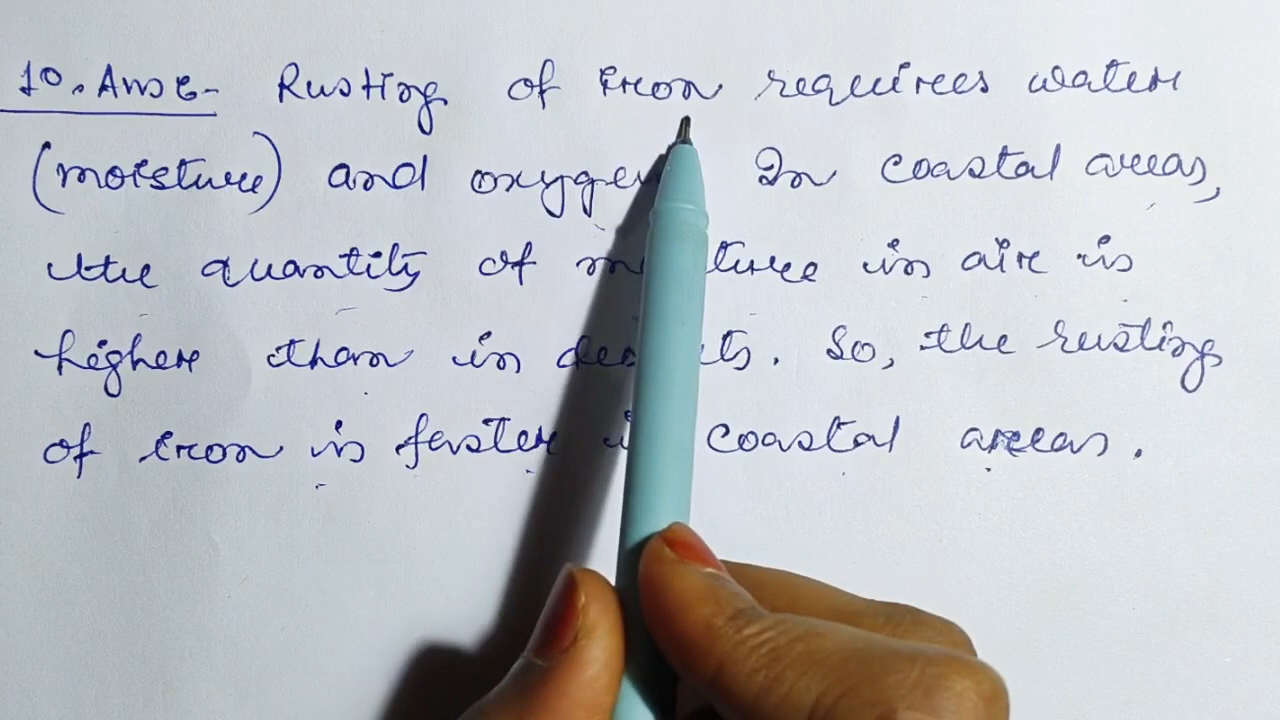 10. Ans :- Rusting of iron requires water
(moisture) and oxygen In coastal areas,
the quantity of moisture in air is
higher than in deserts. So, the rusting
of iron is faster in coastal areas.